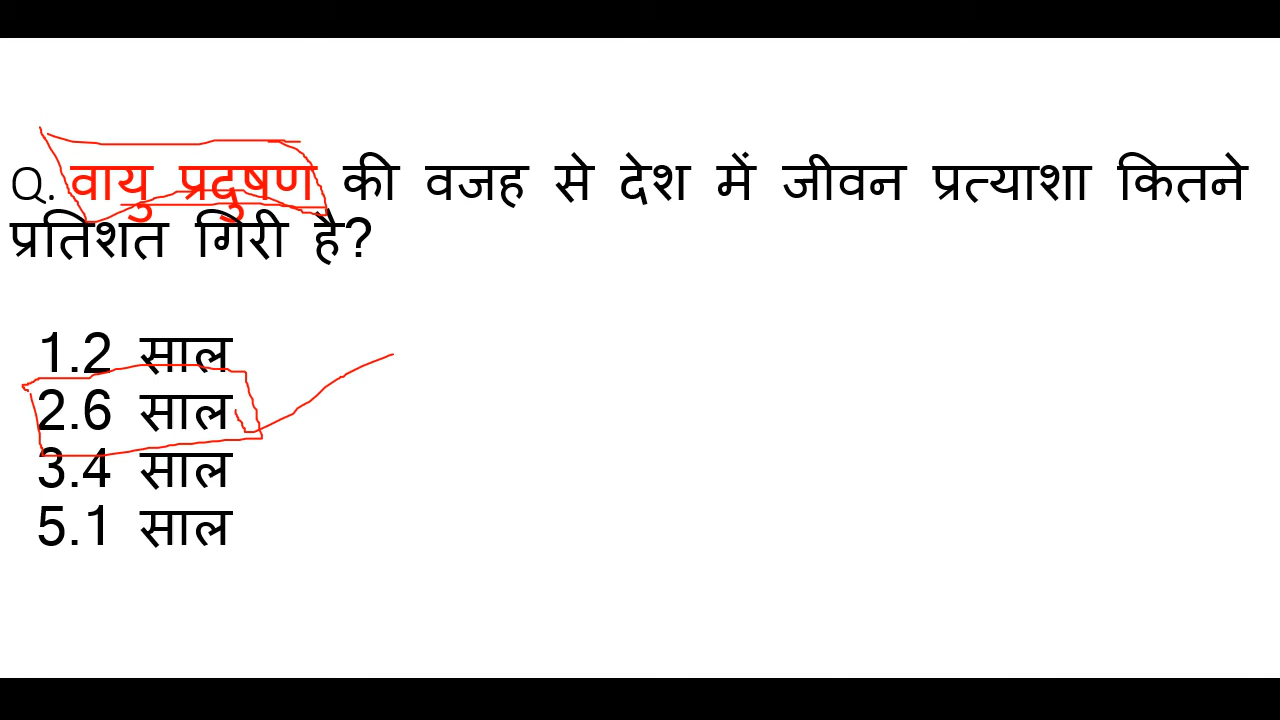 Q. वायु प्रदुषण की वजह से देश में जीवन प्रत्याशा कितने
प्रतिशत गिरी है?
1.2 साल
2.6 साल
3.4 साल
5.1 साल